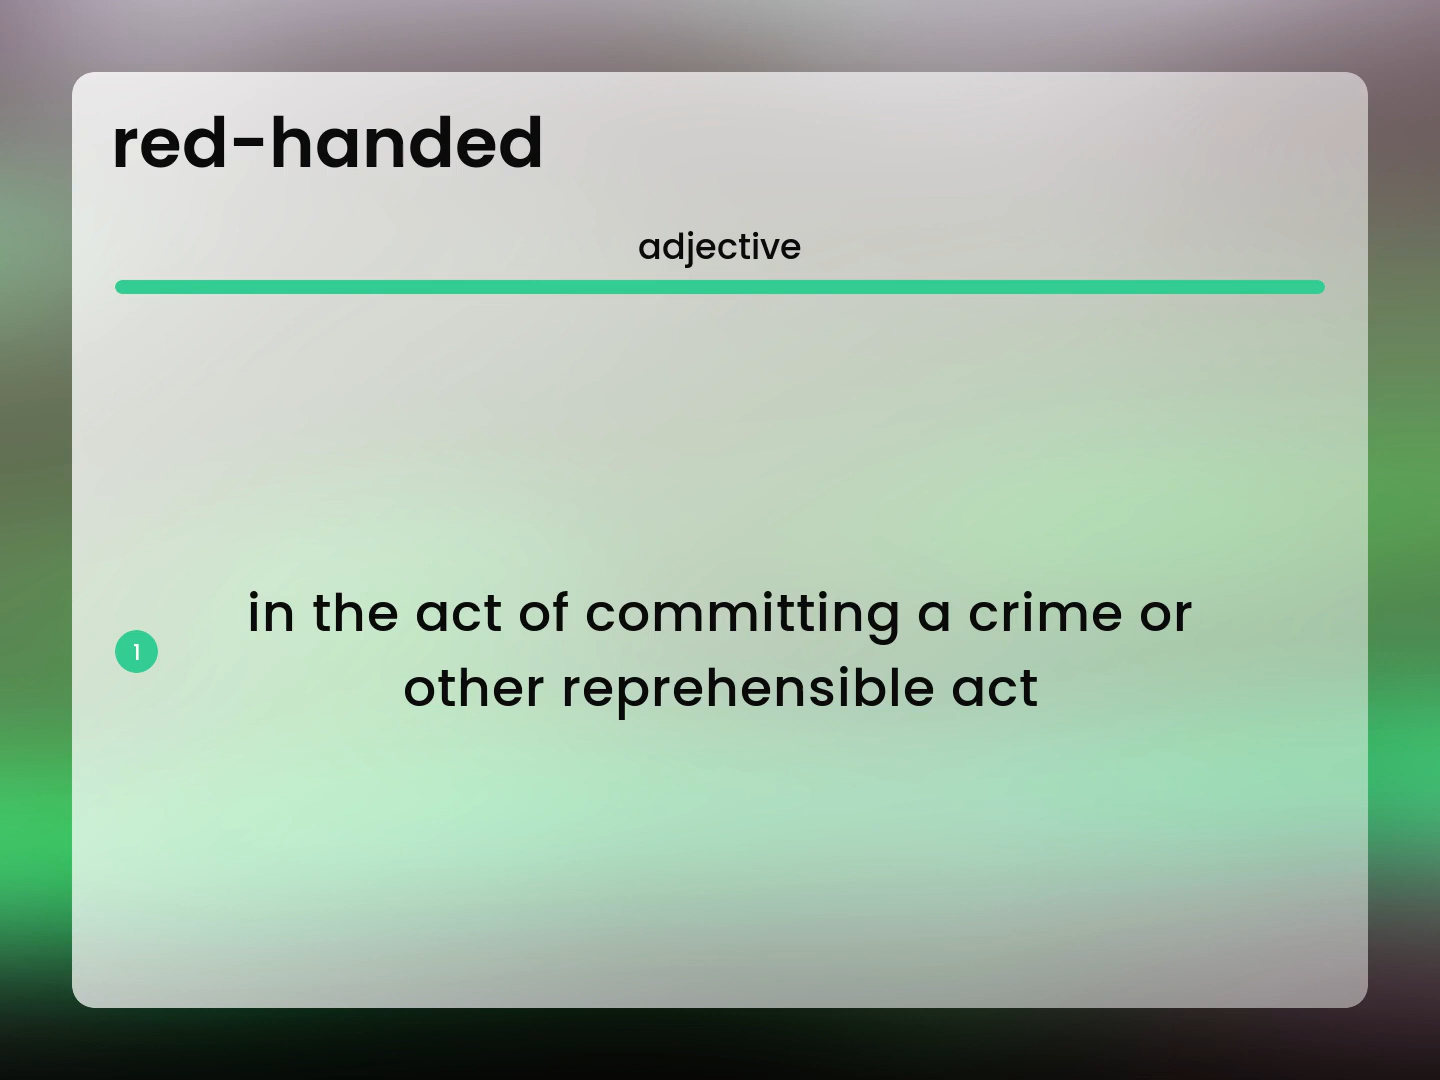 red-handed
adjective
1
in the act of committing a crime or
other reprehensible act